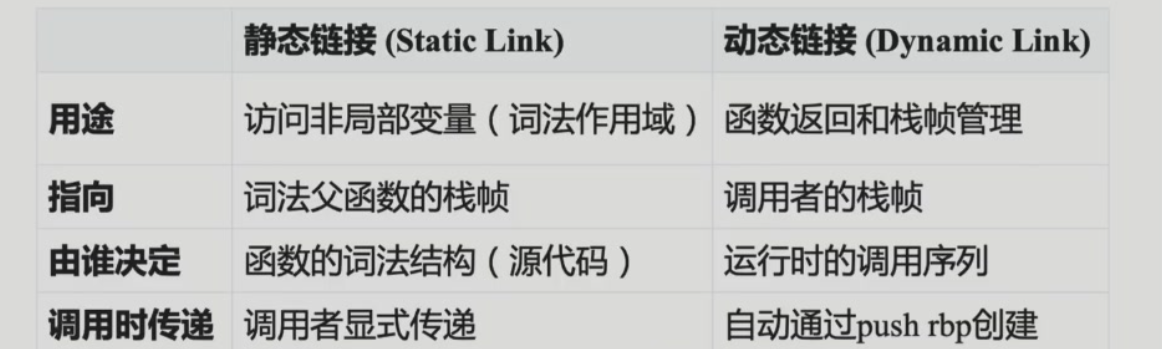 静态链接 (Static Link) 动态链接 (Dynamic Link)
用途 访问非局部变量（词法作用域） 函数返回和栈帧管理
指向 词法父函数的栈帧 调用者的栈帧
由谁决定 函数的词法结构（源代码） 运行时的调用序列
调用时传递 调用者显式传递 自动通过push rbp创建